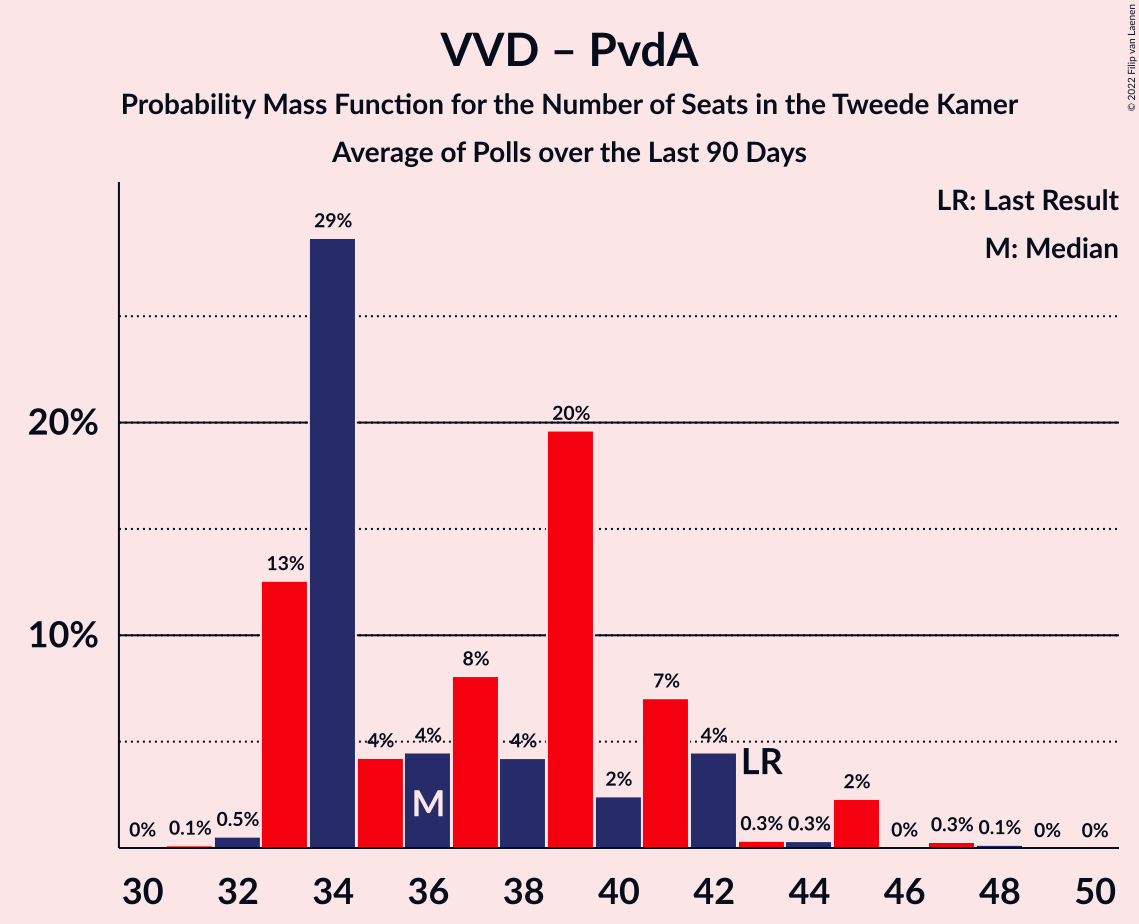 VVD – PvdA
Probability Mass Function for the Number of Seats in the Tweede Kamer
Average of Polls over the Last 90 Days
© 2022 Filip van Laenen
LR: Last Result
M: Median
20%
10%
0%
0.1%
0.5%
13%
29%
4%
4%
8%
4%
20%
2%
7%
4%
0.3%
0.3%
2%
0%
0.3%
0.1%
0%
0%
M
LR
30 32 34 36 38 40 42 44 46 48 50